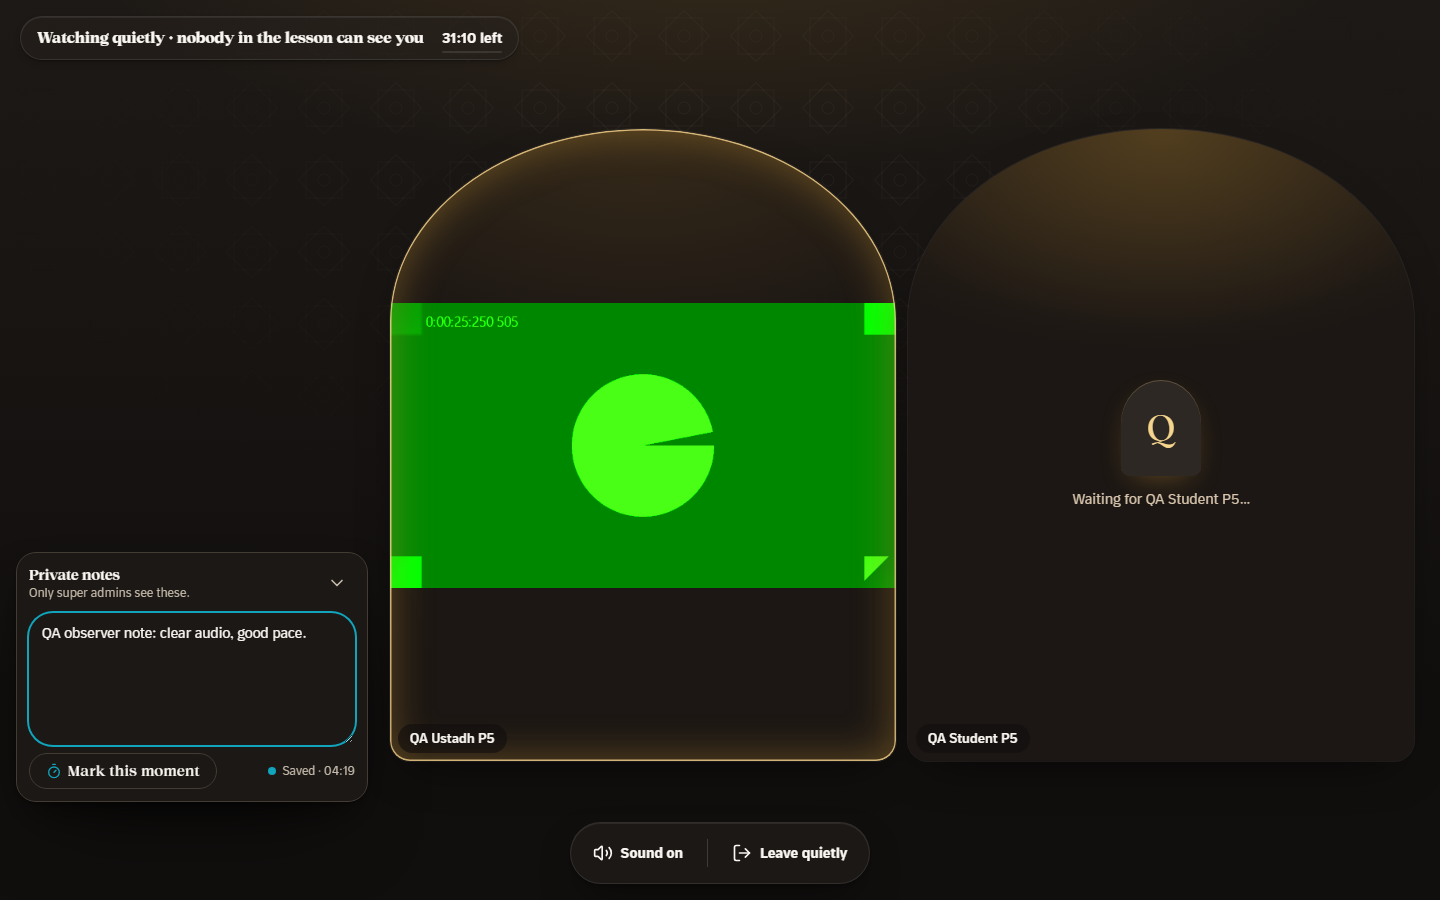 Watching quietly · nobody in the lesson can see you
31:10 left
0:00:25:250 505
Q
Waiting for QA Student P5...
Private notes
Only super admins see these.
QA observer note: clear audio, good pace.
Mark this moment
Saved · 04:19
QA Ustadh P5
QA Student P5
Sound on
Leave quietly